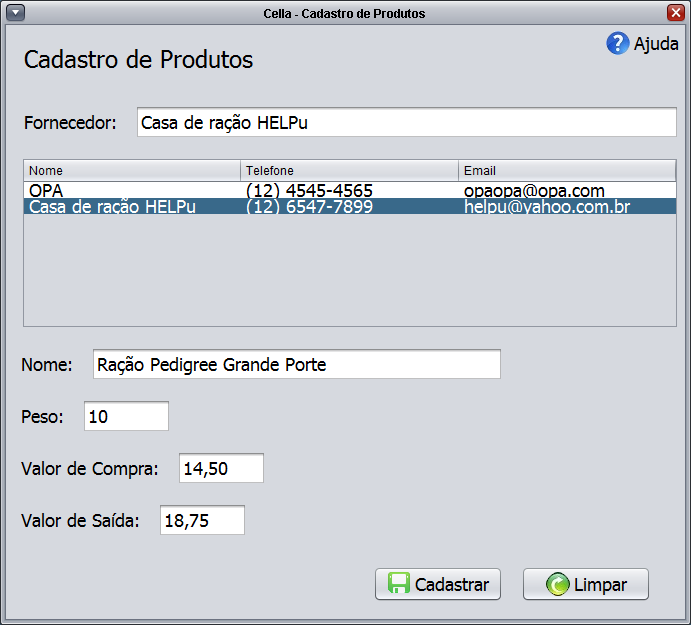 Cella - Cadastro de Produtos
Ajuda
Cadastro de Produtos
Fornecedor: Casa de ração HELPu
Nome Telefone Email
OPA (12) 4545-4565 opaopa@opa.com
Casa de ração HELPu (12) 6547-7899 helpu@yahoo.com.br
Nome: Ração Pedigree Grande Porte
Peso: 10
Valor de Compra: 14,50
Valor de Saída: 18,75
Cadastrar Limpar